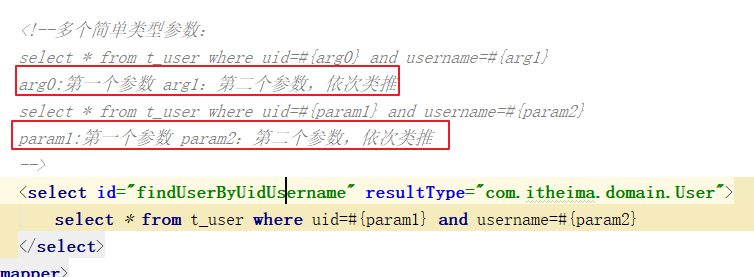 <!--多个简单类型参数：
select * from t_user where uid=#{arg0} and username=#{arg1}
arg0:第一个参数 arg1：第二个参数，依次类推
select * from t_user where uid=#{param1} and username=#{param2}
param1:第一个参数 param2：第二个参数，依次类推
-->
<select id="findUserByUidUsername" resultType="com.itheima.domain.User">
select * from t_user where uid=#{param1} and username=#{param2}
</select>
mapper>